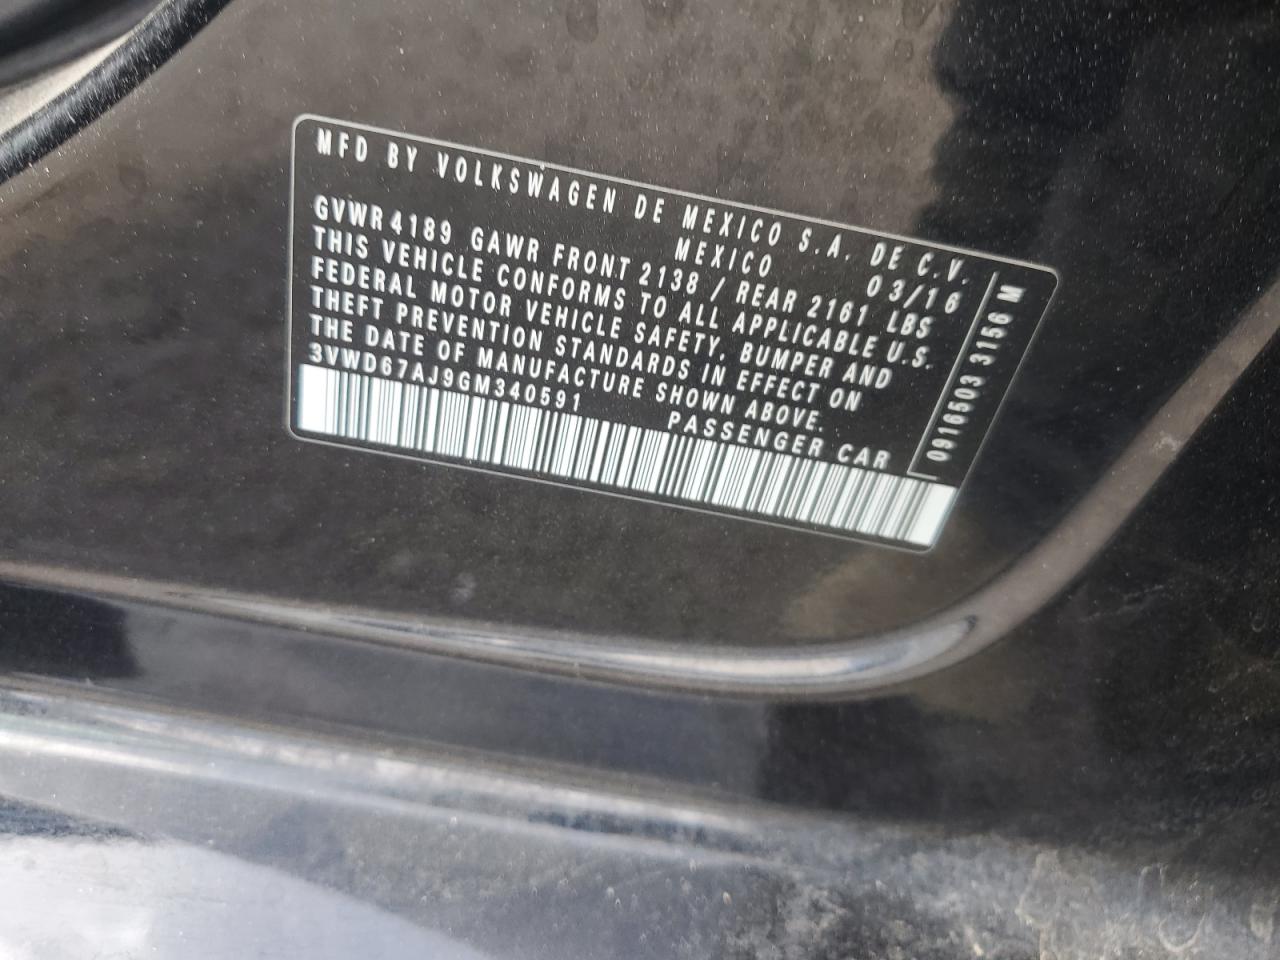 MFD BY VOLKSWAGEN DE MEXICO S.A. DE C.V.
MEXICO 03/16
GVWR 4189 GAWR FRONT 2138 / REAR 2161 LBS
THIS VEHICLE CONFORMS TO ALL APPLICABLE U.S.
FEDERAL MOTOR VEHICLE SAFETY, BUMPER AND
THEFT PREVENTION STANDARDS IN EFFECT ON
THE DATE OF MANUFACTURE SHOWN ABOVE.
3VWD67AJ9GM340591 PASSENGER CAR
0916503 3156 M